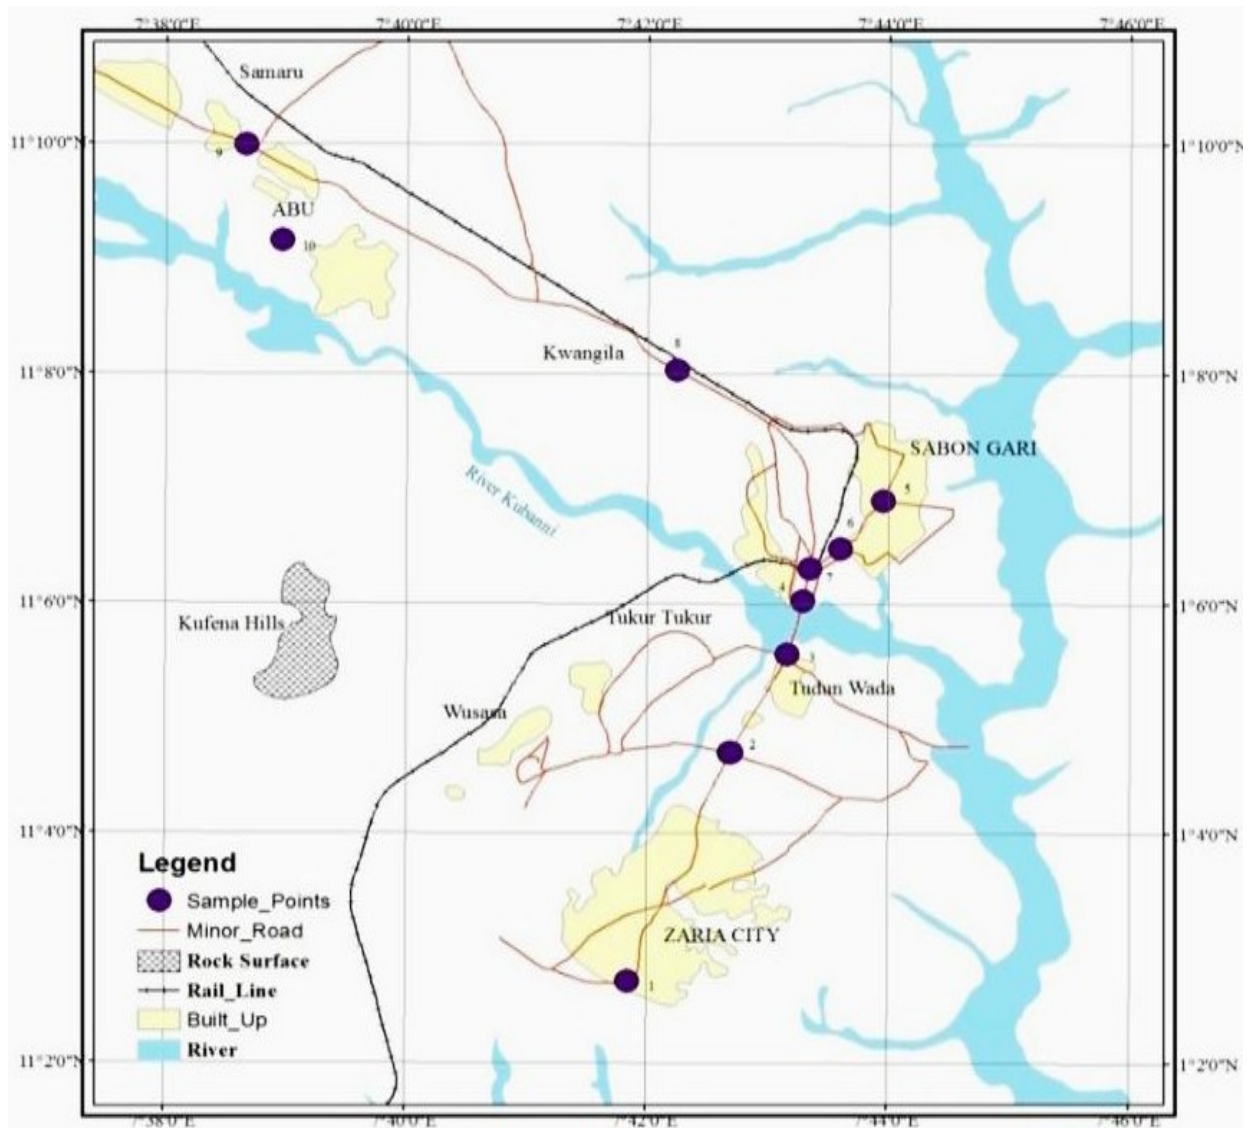 7°38'0"E 7°40'0"E 7°42'0"E 7°44'0"E 7°46'0"E
Samaru
11°10'0"N 1°10'0"N
9
ABU
10
8
Kwangila
11°8'0"N 1°8'0"N
SABON GARI
5
River Kubanni
6
7
4
11°6'0"N 1°6'0"N
Kufena Hills
Tukur Tukur
3
Tudun Wada
Wusasa
2
11°4'0"N 1°4'0"N
Legend
Sample_Points
Minor_Road
Rock Surface
Rail_Line
Built_Up
River
ZARIA CITY
1
11°2'0"N 1°2'0"N
7°38'0"E 7°40'0"E 7°42'0"E 7°44'0"E 7°46'0"E